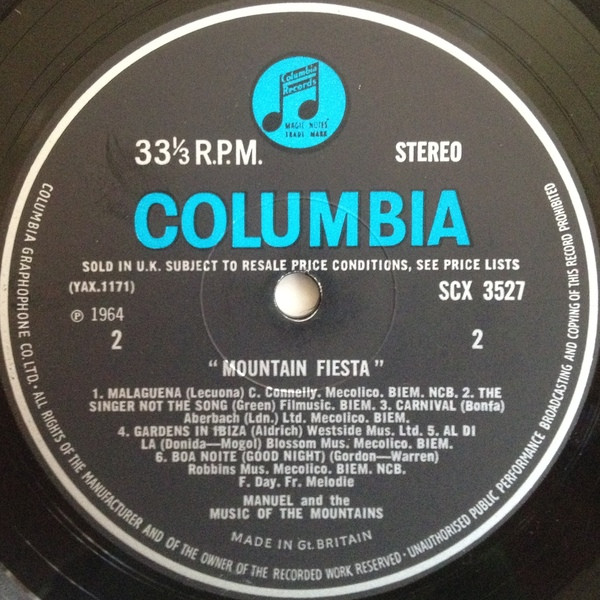 Columbia
Records
MAGIC NOTES
TRADE MARK
33⅓ R.P.M.
STEREO
COLUMBIA
SOLD IN U.K. SUBJECT TO RESALE PRICE CONDITIONS, SEE PRICE LISTS
(YAX.1171)
SCX 3527
℗ 1964
2
2
"MOUNTAIN FIESTA"
1. MALAGUENA (Lecuona) C. Connelly. Mecolico. BIEM. NCB. 2. THE
SINGER NOT THE SONG (Green) Filmusic. BIEM. 3. CARNIVAL (Bonfa)
Aberbach (Ldn.) Ltd. Mecolico. BIEM.
4. GARDENS IN IBIZA (Aldrich) Westside Mus. Ltd. 5. AL DI
LA (Donida—Mogol) Blossom Mus. Mecolico. BIEM.
6. BOA NOITE (GOOD NIGHT) (Gordon—Warren)
Robbins Mus. Mecolico. BIEM. NCB.
F. Day. Fr. Melodie
MANUEL and the
MUSIC OF THE MOUNTAINS
MADE IN Gt. BRITAIN
COLUMBIA GRAPHOPHONE CO. LTD. · ALL RIGHTS OF THE MANUFACTURER AND OF THE OWNER OF THE RECORDED WORK RESERVED · UNAUTHORISED PUBLIC PERFORMANCE BROADCASTING AND COPYING OF THIS RECORD PROHIBITED